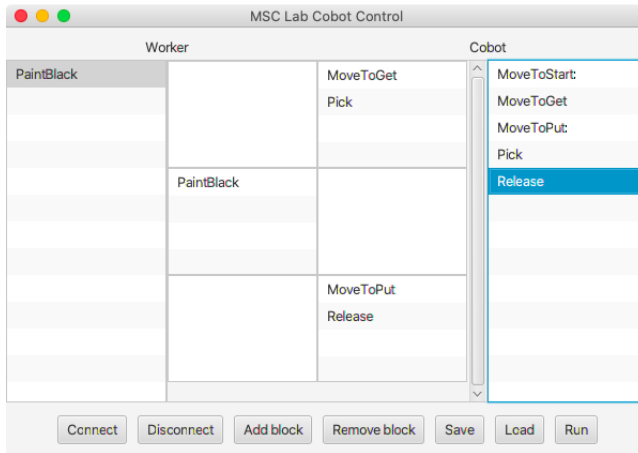 MSC Lab Cobot Control
Worker Cobot
PaintBlack
MoveToGet
Pick
PaintBlack
MoveToPut
Release
MoveToStart:
MoveToGet
MoveToPut:
Pick
Release
Connect Disconnect Add block Remove block Save Load Run